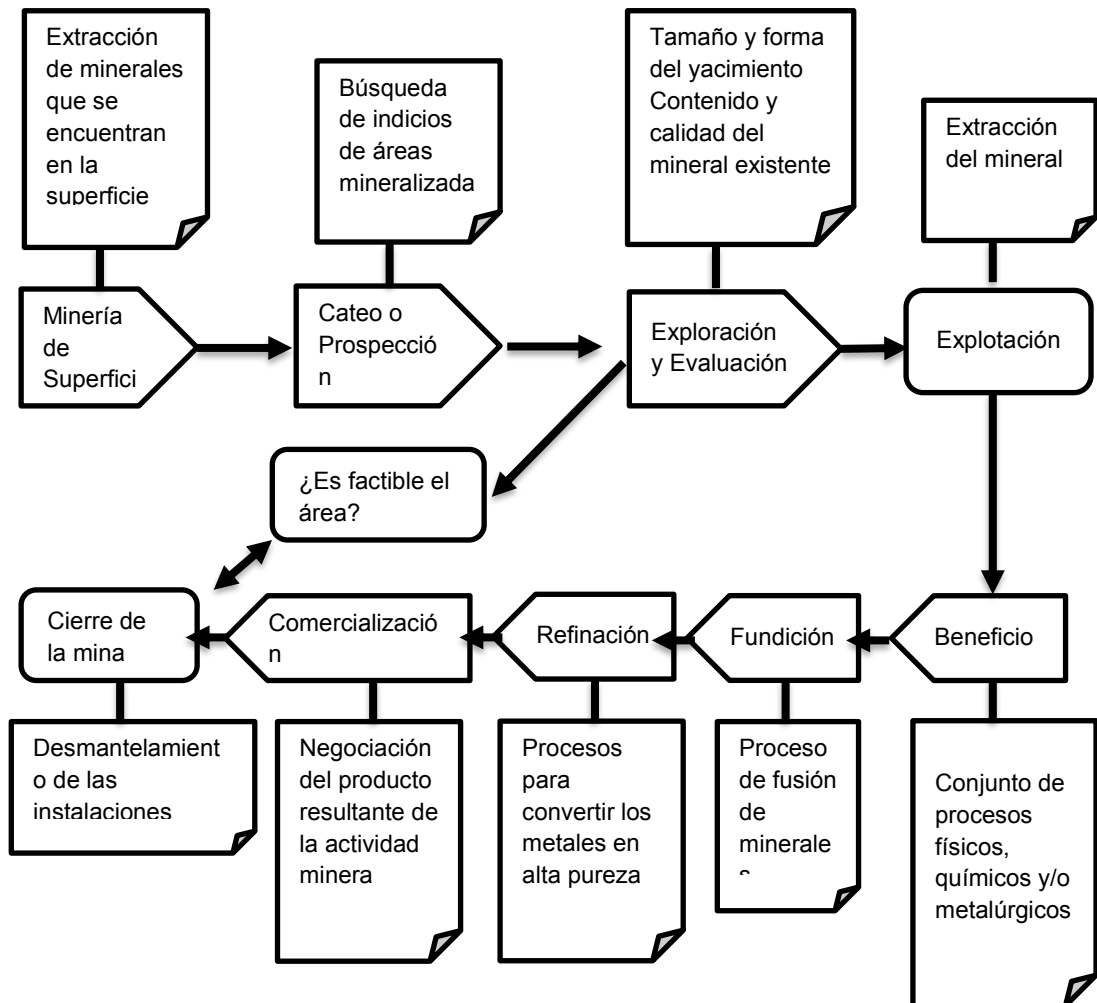 Extracción
de minerales
que se
encuentran
en la
superficie
Búsqueda
de indicios
de áreas
mineralizada
Tamaño y forma
del yacimiento
Contenido y
calidad del
mineral existente
Extracción
del mineral
Minería
de
Superfici
Cateo o
Prospecció
n
Exploración
y Evaluación
Explotación
¿Es factible el
área?
Cierre de
la mina
Comercializació
n
Refinación
Fundición
Beneficio
Desmantelamient
o de las
instalaciones
Negociación
del producto
resultante de
la actividad
minera
Procesos
para
convertir los
metales en
alta pureza
Proceso
de fusión
de
minerale
s
Conjunto de
procesos
físicos,
químicos y/o
metalúrgicos